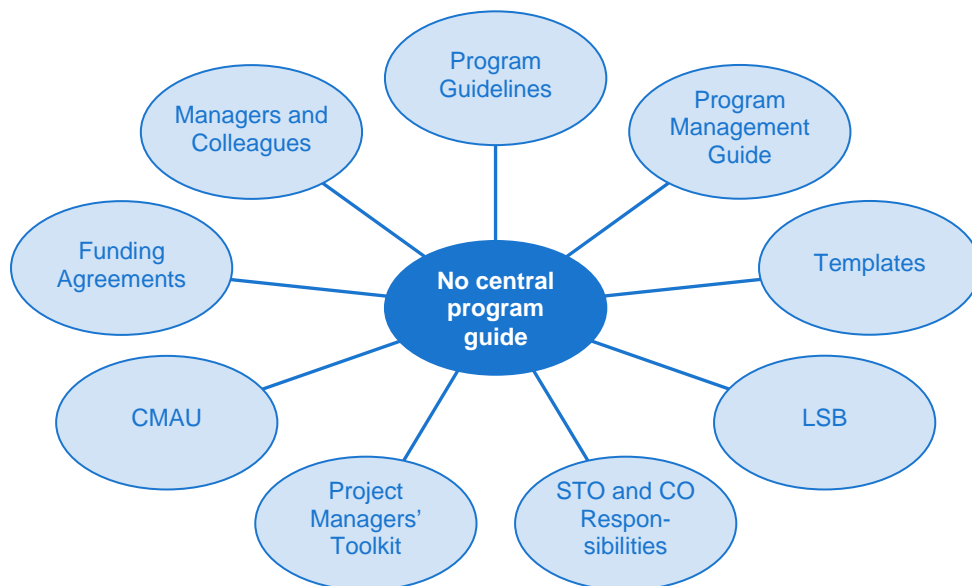 Program
Guidelines
Program
Management
Guide
Managers and
Colleagues
Funding
Agreements
Templates
No central
program
guide
CMAU
LSB
Project
Managers’
Toolkit
STO and CO
Respon-
sibilities